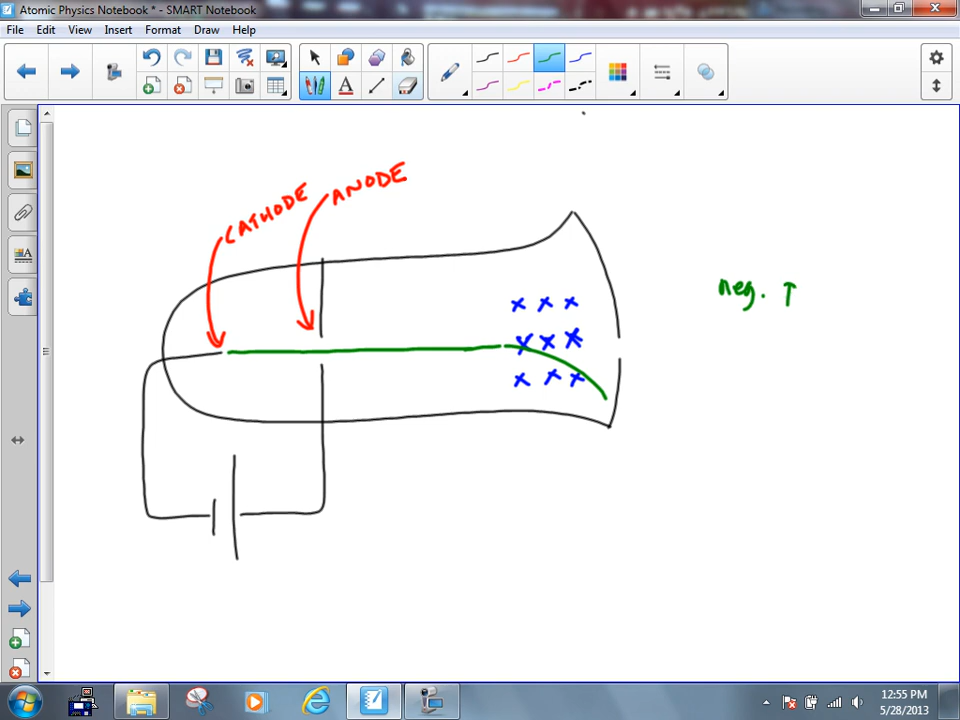 Atomic Physics Notebook * - SMART Notebook
File Edit View Insert Format Draw Help
CATHODE
ANODE
neg. ↑
12:55 PM
5/28/2013